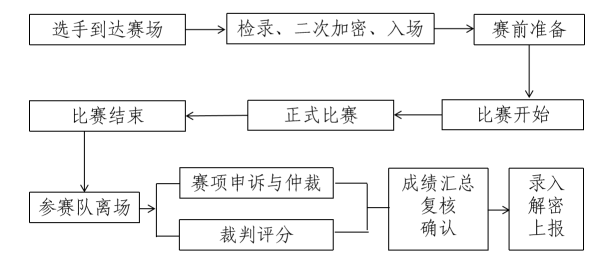 选手到达赛场
检录、二次加密、入场
赛前准备
比赛开始
正式比赛
比赛结束
参赛队离场
赛项申诉与仲裁
裁判评分
成绩汇总
复核
确认
录入
解密
上报